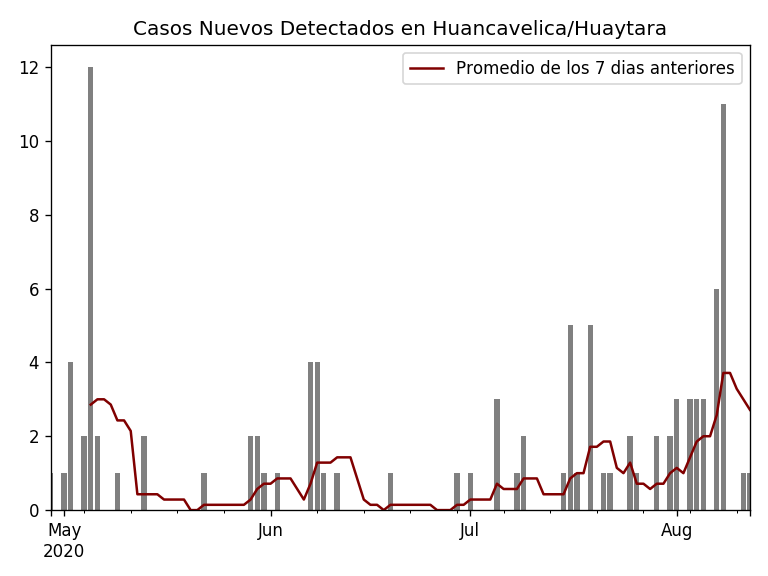 Casos Nuevos Detectados en Huancavelica/Huaytara
Promedio de los 7 dias anteriores
12
10
8
6
4
2
0
May
2020
Jun
Jul
Aug